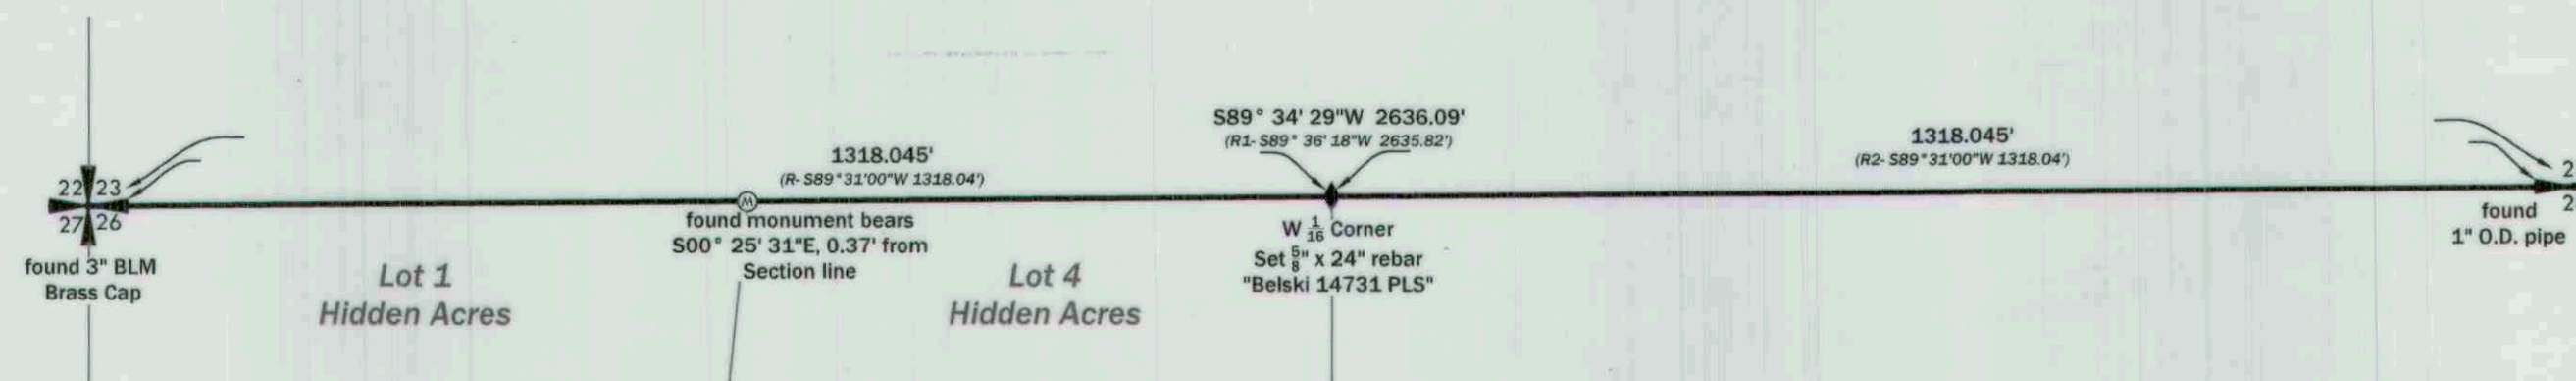 S89° 34' 29"W 2636.09'
(R1- S89° 36' 18"W 2635.82')
1318.045'
(R2- S89°31'00"W 1318.04')
1318.045'
(R- S89°31'00"W 1318.04')
22 23
27 26
M
found monument bears
S00° 25' 31"E, 0.37' from
Section line
W 1/16 Corner
Set 5/8" x 24" rebar
"Belski 14731 PLS"
2
2
found
1" O.D. pipe
found 3" BLM
Brass Cap
Lot 1
Hidden Acres
Lot 4
Hidden Acres